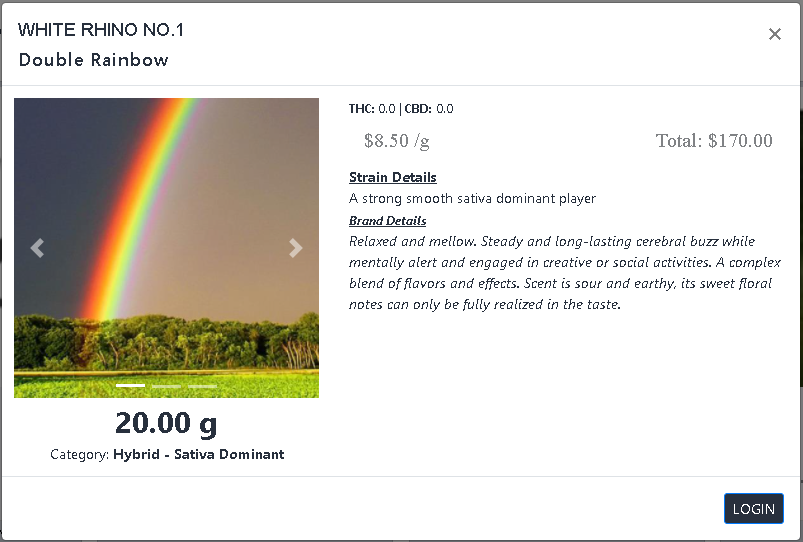 WHITE RHINO NO.1
×
Double Rainbow
THC: 0.0 | CBD: 0.0
$8.50 /g
Total: $170.00
Strain Details
A strong smooth sativa dominant player
Brand Details
Relaxed and mellow. Steady and long-lasting cerebral buzz while
mentally alert and engaged in creative or social activities. A complex
blend of flavors and effects. Scent is sour and earthy, its sweet floral
notes can only be fully realized in the taste.
20.00 g
Category: Hybrid - Sativa Dominant
LOGIN